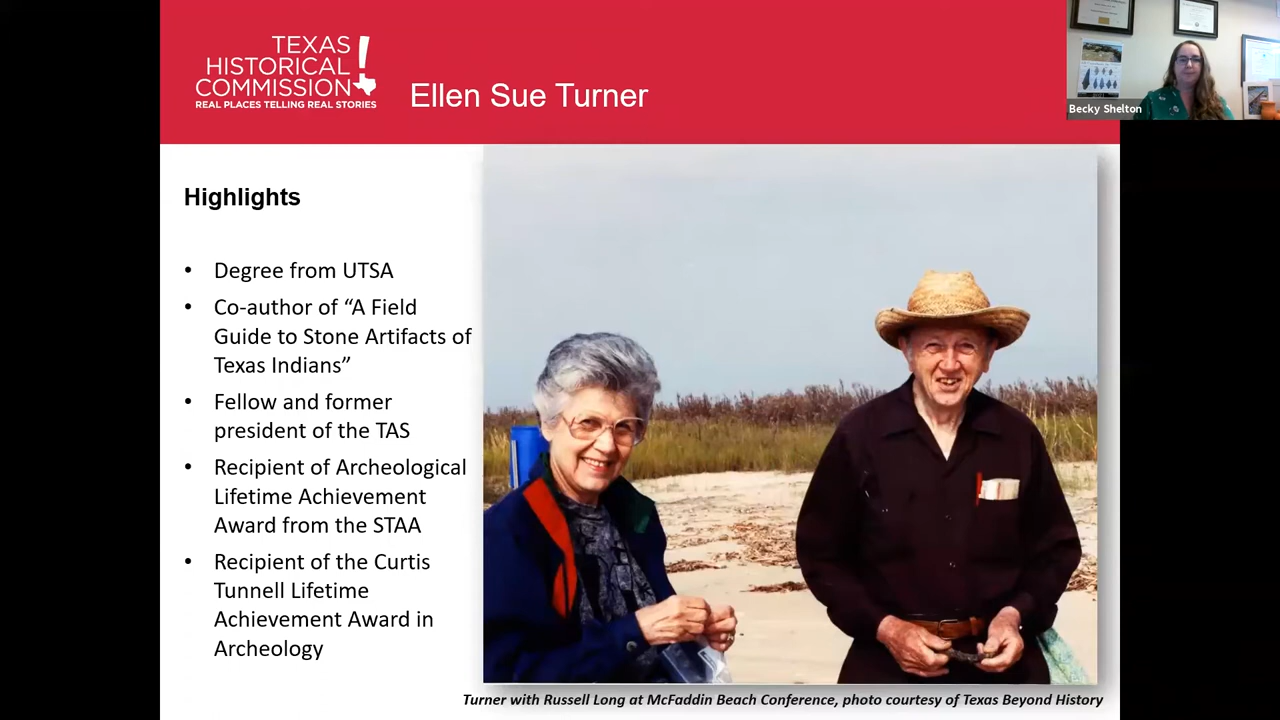 TEXAS
HISTORICAL
COMMISSION
REAL PLACES TELLING REAL STORIES
Ellen Sue Turner
Becky Shelton
Highlights
• Degree from UTSA
• Co-author of “A Field
Guide to Stone Artifacts of
Texas Indians”
• Fellow and former
president of the TAS
• Recipient of Archeological
Lifetime Achievement
Award from the STAA
• Recipient of the Curtis
Tunnell Lifetime
Achievement Award in
Archeology
Turner with Russell Long at McFaddin Beach Conference, photo courtesy of Texas Beyond History